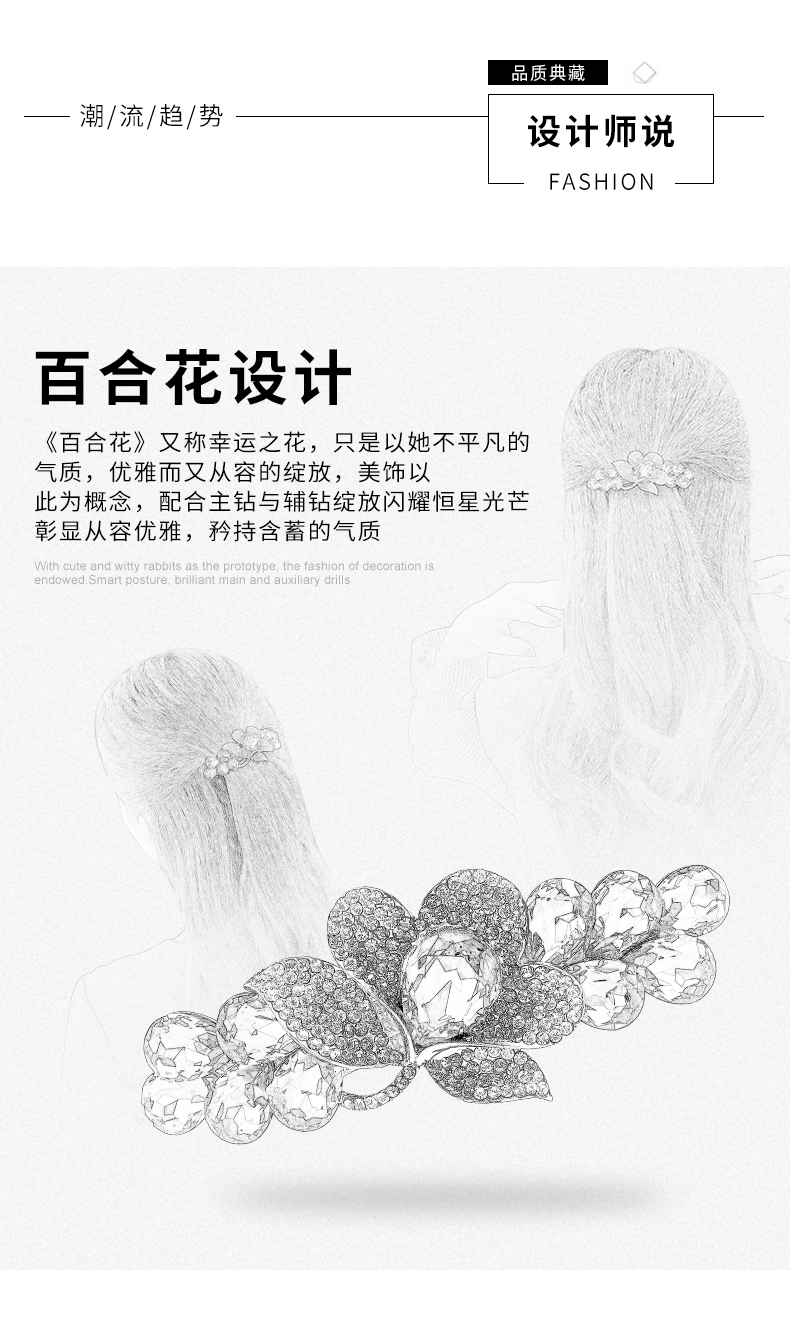 品质典藏
潮/流/趋/势
设计师说
FASHION
百合花设计
《百合花》又称幸运之花，只是以她不平凡的
气质，优雅而又从容的绽放，美饰以
此为概念，配合主钻与辅钻绽放闪耀恒星光芒
彰显从容优雅，矜持含蓄的气质
With cute and witty rabbits as the prototype, the fashion of decoration is
endowed.Smart posture, brilliant main and auxiliary drills